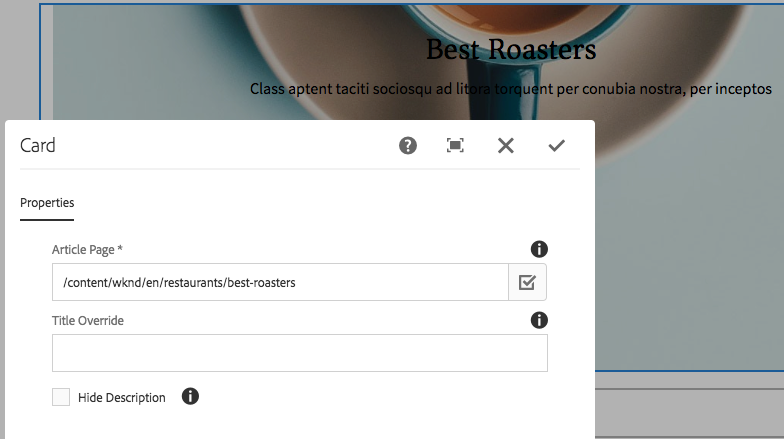 Best Roasters
Class aptent taciti sociosqu ad litora torquent per conubia nostra, per inceptos
Card
Properties
Article Page *
/content/wknd/en/restaurants/best-roasters
Title Override
Hide Description